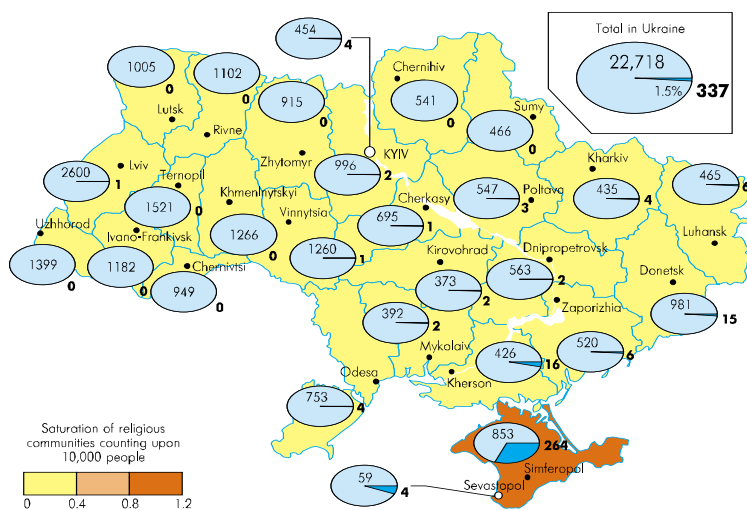 454
4
Total in Ukraine
22,718
1.5%
337
1005
0
1102
0
Chernihiv
915
0
541
0
Sumy
466
0
Lutsk
Rivne
Zhytomyr
KYIV
996
2
Kharkiv
435
4
465
6
Lviv
2600
1
Ternopil
1521
0
Khmenlnytskyi
Vinnytsia
Cherkasy
695
1
547
3
Poltava
Luhansk
Uzhhorod
1399
0
Ivano-Frahkivsk
1182
0
1266
0
1260
1
Kirovohrad
373
2
Dnipropetrovsk
563
2
Donetsk
981
15
Chernivtsi
949
0
392
2
Zaporizhia
520
6
Mykolaiv
426
16
Odesa
Kherson
753
4
853
264
Simferopol
Sevastopol
59
4
Saturation of religious
communities counting upon
10,000 people
0 0.4 0.8 1.2